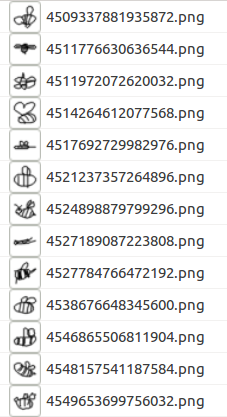 4509337881935872.png
4511776630636544.png
4511972072620032.png
4514264612077568.png
4517692729982976.png
4521237357264896.png
4524898879799296.png
4527189087223808.png
4527784766472192.png
4538676648345600.png
4546865506811904.png
4548157541187584.png
4549653699756032.png